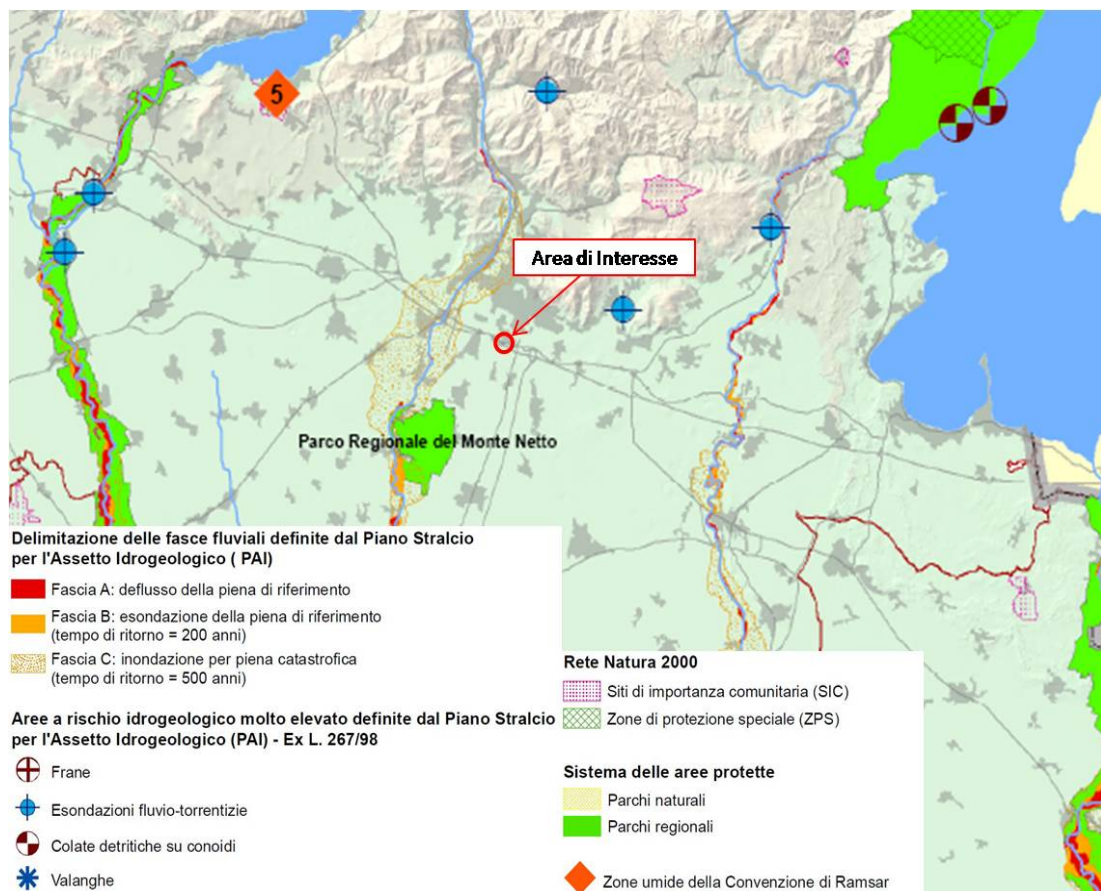 5
Area di Interesse
Parco Regionale del Monte Netto
Delimitazione delle fasce fluviali definite dal Piano Stralcio
per l'Assetto Idrogeologico ( PAI)
Fascia A: deflusso della piena di riferimento
Fascia B: esondazione della piena di riferimento
(tempo di ritorno = 200 anni)
Fascia C: inondazione per piena catastrofica
(tempo di ritorno = 500 anni)
Aree a rischio idrogeologico molto elevato definite dal Piano Stralcio
per l'Assetto Idrogeologico (PAI) - Ex L. 267/98
Frane
Esondazioni fluvio-torrentizie
Colate detritiche su conoidi
Valanghe
Rete Natura 2000
Siti di importanza comunitaria (SIC)
Zone di protezione speciale (ZPS)
Sistema delle aree protette
Parchi naturali
Parchi regionali
Zone umide della Convenzione di Ramsar